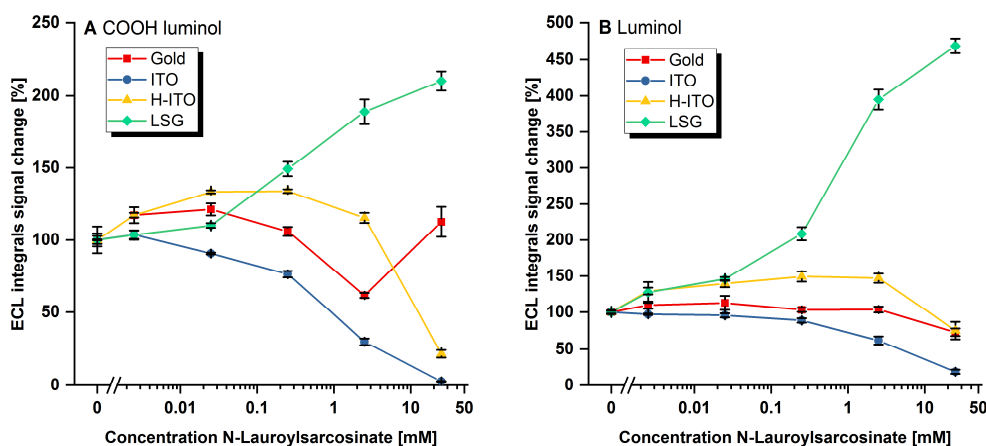 A COOH luminol
Gold
ITO
H-ITO
LSG
ECL integrals signal change [%]
250
200
150
100
50
0
0
0.01
0.1
1
10
50
Concentration N-Lauroylsarcosinate [mM]
B Luminol
Gold
ITO
H-ITO
LSG
ECL integrals signal change [%]
500
450
400
350
300
250
200
150
100
50
0
0
0.01
0.1
1
10
50
Concentration N-Lauroylsarcosinate [mM]